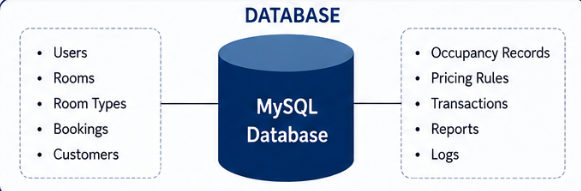 DATABASE
• Users
• Rooms
• Room Types
• Bookings
• Customers
MySQL
Database
• Occupancy Records
• Pricing Rules
• Transactions
• Reports
• Logs